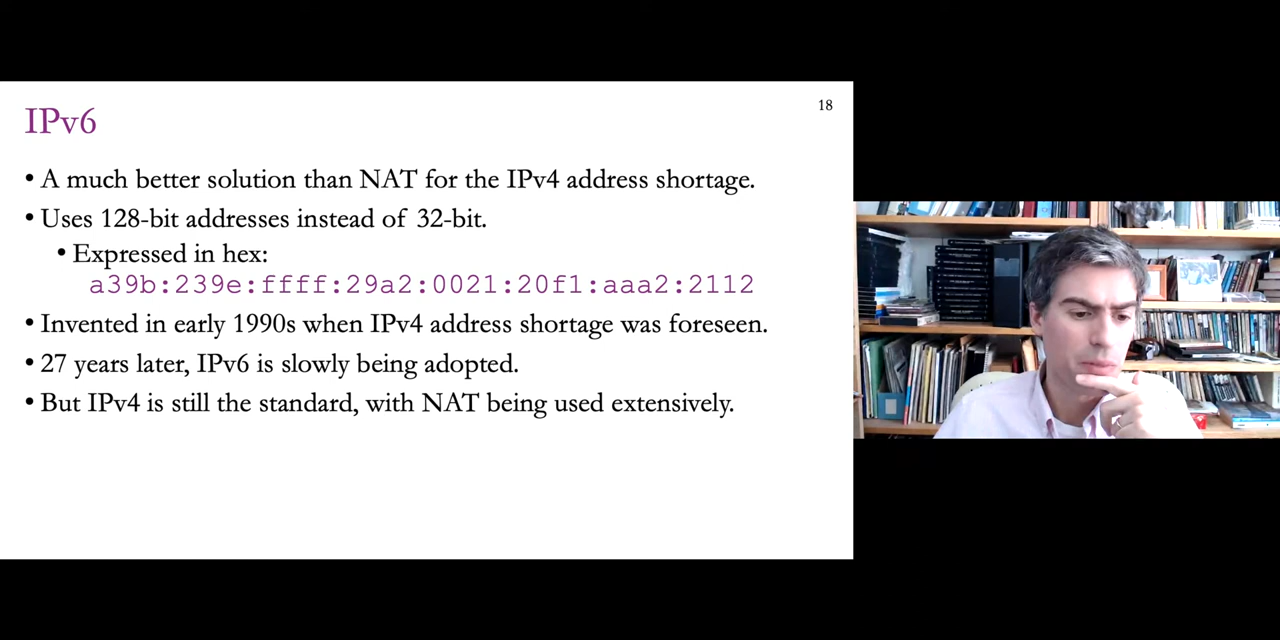 18
IPv6
• A much better solution than NAT for the IPv4 address shortage.
• Uses 128-bit addresses instead of 32-bit.
• Expressed in hex:
a39b:239e:ffff:29a2:0021:20f1:aaa2:2112
• Invented in early 1990s when IPv4 address shortage was foreseen.
• 27 years later, IPv6 is slowly being adopted.
• But IPv4 is still the standard, with NAT being used extensively.